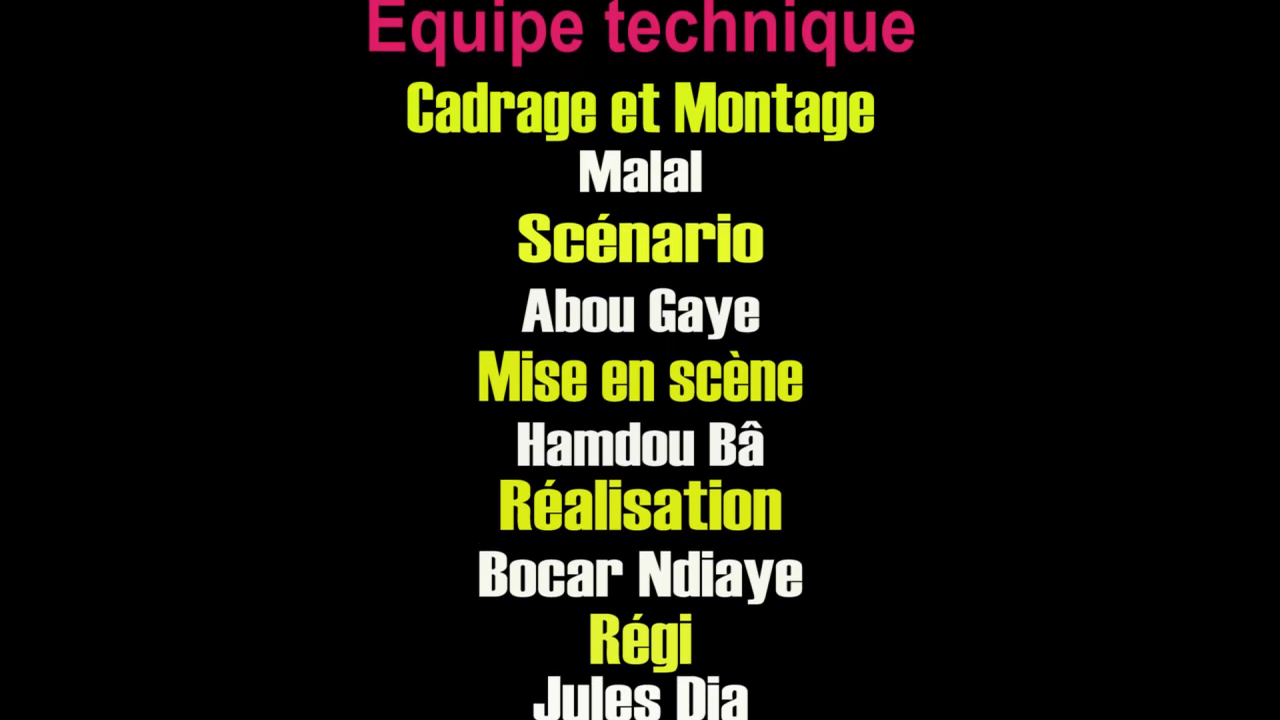 Equipe technique
Cadrage et Montage
Malal
Scénario
Abou Gaye
Mise en scène
Hamdou Bâ
Réalisation
Bocar Ndiaye
Régi
Jules Dia